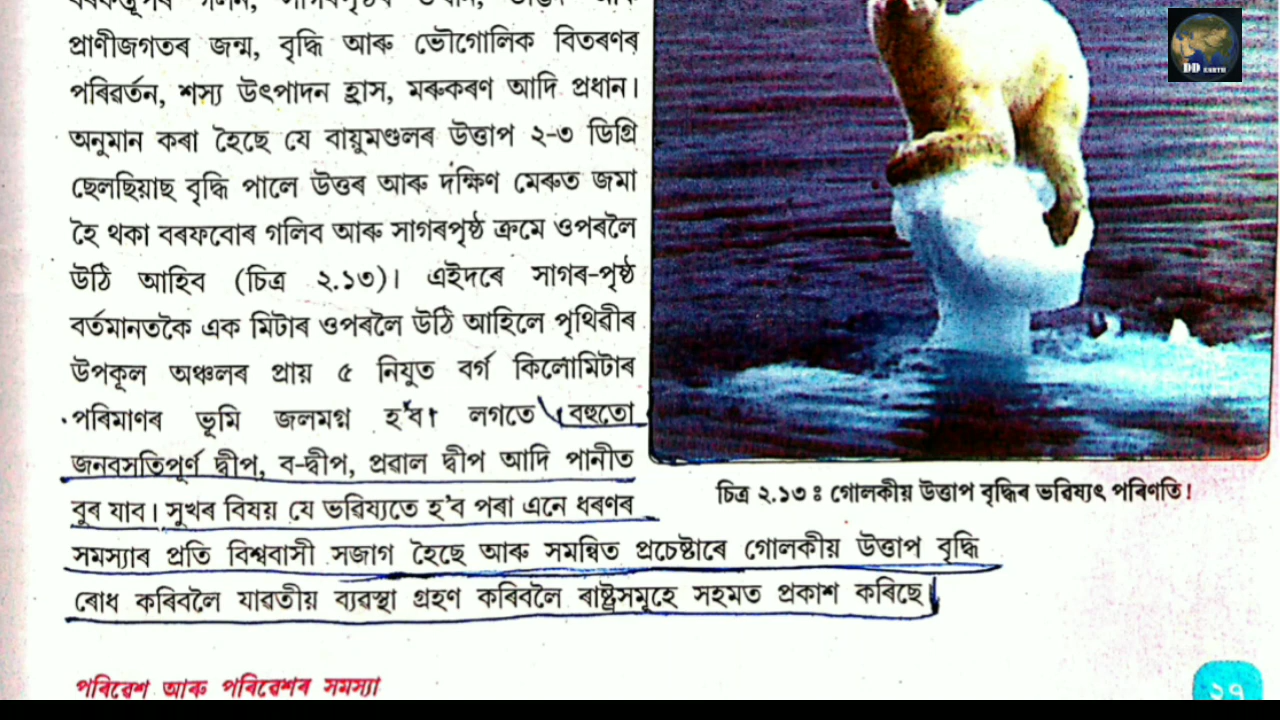 প্ৰাণীজগতৰ জন্ম, বৃদ্ধি আৰু ভৌগোলিক বিতৰণৰ
পৰিৱৰ্তন, শস্য উৎপাদন হ্ৰাস, মৰুকৰণ আদি প্ৰধান।
অনুমান কৰা হৈছে যে বায়ুমণ্ডলৰ উত্তাপ ২-৩ ডিগ্ৰি
ছেলছিয়াছ বৃদ্ধি পালে উত্তৰ আৰু দক্ষিণ মেৰুত জমা
হৈ থকা বৰফবোৰ গলিব আৰু সাগৰপৃষ্ঠ ক্ৰমে ওপৰলৈ
উঠি আহিব (চিত্ৰ ২.১৩)। এইদৰে সাগৰ-পৃষ্ঠ
বৰ্তমানতকৈ এক মিটাৰ ওপৰলৈ উঠি আহিলে পৃথিৱীৰ
উপকূল অঞ্চলৰ প্ৰায় ৫ নিযুত বৰ্গ কিলোমিটাৰ
পৰিমাণৰ ভূমি জলমগ্ন হ'ব। লগতে বহুতো
জনবসতিপূৰ্ণ দ্বীপ, ব-দ্বীপ, প্ৰৱাল দ্বীপ আদি পানীত
বুৰ যাব। সুখৰ বিষয় যে ভৱিষ্যতে হ'ব পৰা এনে ধৰণৰ
সমস্যাৰ প্ৰতি বিশ্ববাসী সজাগ হৈছে আৰু সমন্বিত প্ৰচেষ্টাৰে গোলকীয় উত্তাপ বৃদ্ধি
ৰোধ কৰিবলৈ যাৱতীয় ব্যৱস্থা গ্ৰহণ কৰিবলৈ ৰাষ্ট্ৰসমূহে সহমত প্ৰকাশ কৰিছে।
চিত্ৰ ২.১৩ ঃ গোলকীয় উত্তাপ বৃদ্ধিৰ ভৱিষ্যৎ পৰিণতি!
পৰিৱেশ আৰু পৰিৱেশৰ সমস্যা
২৭
DD EARTH